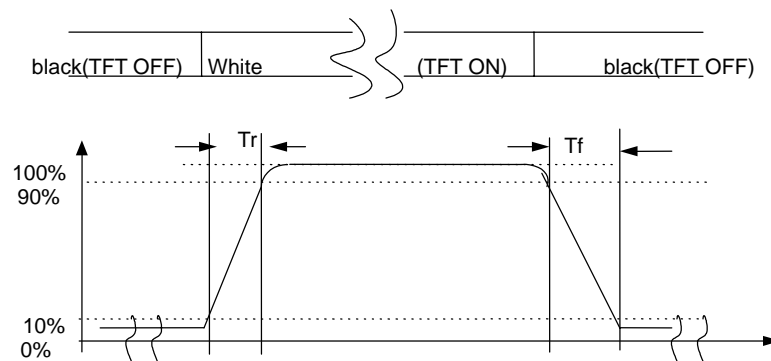 black(TFT OFF) White (TFT ON) black(TFT OFF)
Tr Tf
100%
90%
10%
0%